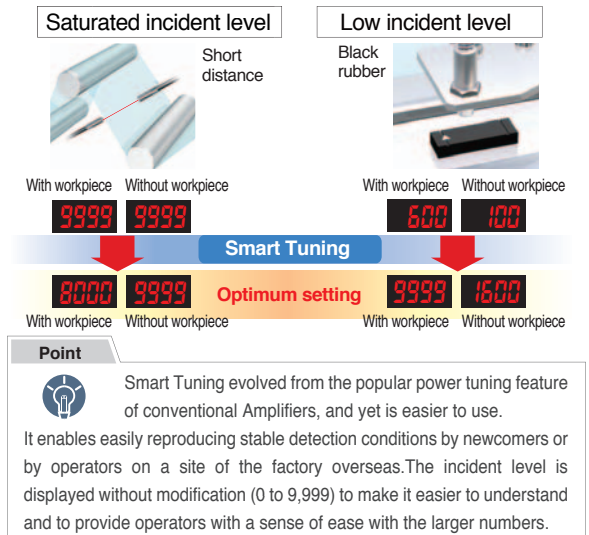 Saturated incident level
Low incident level
Short
distance
Black
rubber
With workpiece Without workpiece
With workpiece Without workpiece
9999 9999
600 100
Smart Tuning
8000 9999
Optimum setting
9999 1600
With workpiece Without workpiece
With workpiece Without workpiece
Point
Smart Tuning evolved from the popular power tuning feature
of conventional Amplifiers, and yet is easier to use.
It enables easily reproducing stable detection conditions by newcomers or
by operators on a site of the factory overseas.The incident level is
displayed without modification (0 to 9,999) to make it easier to understand
and to provide operators with a sense of ease with the larger numbers.